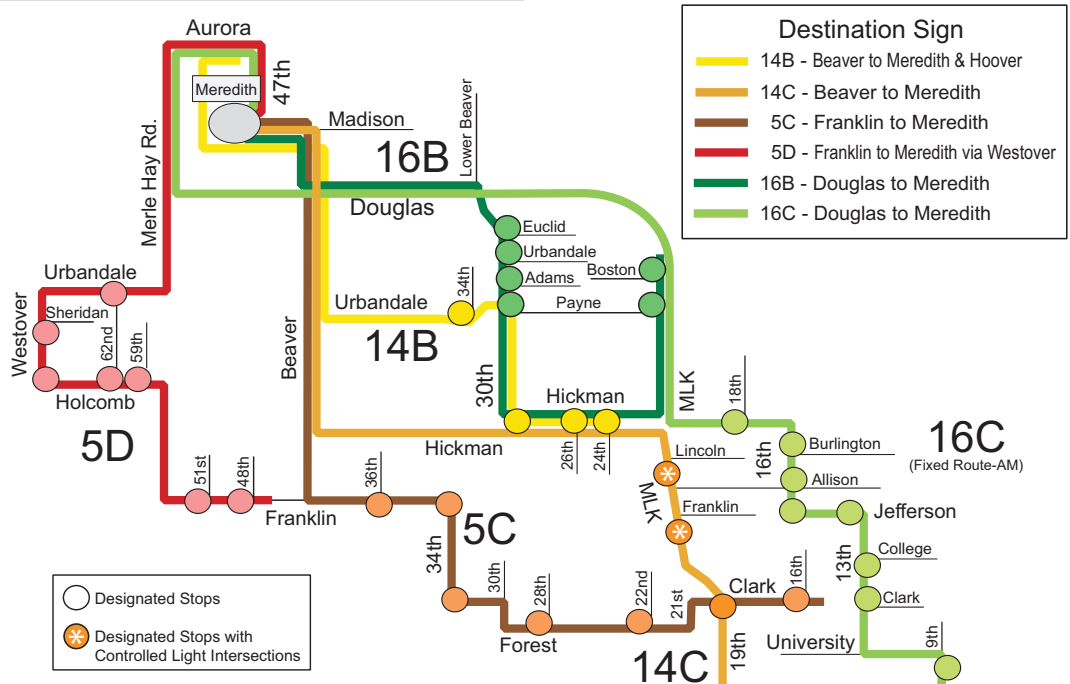 Aurora
Destination Sign
14B - Beaver to Meredith & Hoover
14C - Beaver to Meredith
5C - Franklin to Meredith
5D - Franklin to Meredith via Westover
16B - Douglas to Meredith
16C - Douglas to Meredith
47th
Meredith
Madison
Lower Beaver
16B
Merle Hay Rd.
Douglas
Euclid
Urbandale
Adams
Boston
Payne
Urbandale
Sheridan
Westover
62nd
59th
Holcomb
5D
Beaver
Urbandale
34th
14B
30th
Hickman
26th
24th
Hickman
MLK
18th
16th
Burlington
16C
(Fixed Route-AM)
Lincoln
Allison
MLK
Franklin
Jefferson
51st
48th
Franklin
36th
5C
34th
30th
28th
Forest
22nd
21st
Clark
16th
14C
19th
13th
College
Clark
University
9th
Designated Stops
Designated Stops with
Controlled Light Intersections